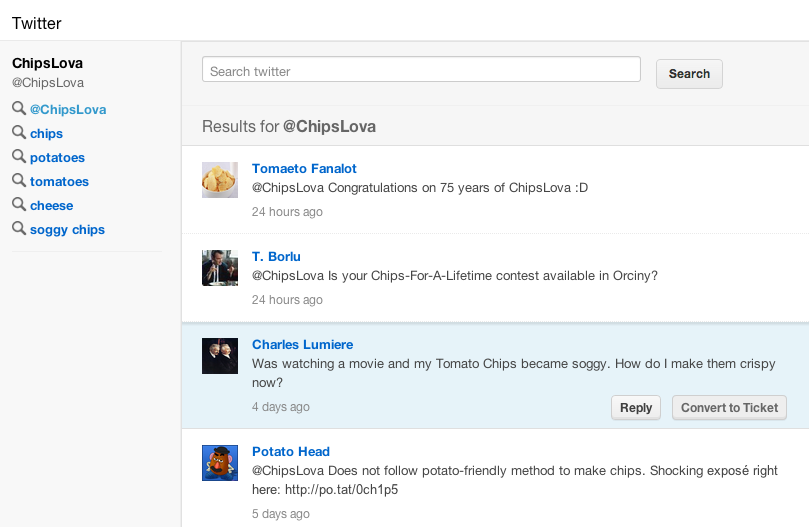 Twitter
ChipsLova
@ChipsLova
@ChipsLova
chips
potatoes
tomatoes
cheese
soggy chips
Search twitter
Search
Results for @ChipsLova
Tomaeto Fanalot
@ChipsLova Congratulations on 75 years of ChipsLova :D
24 hours ago
T. Borlu
@ChipsLova Is your Chips-For-A-Lifetime contest available in Orciny?
24 hours ago
Charles Lumiere
Was watching a movie and my Tomato Chips became soggy. How do I make them crispy
now?
4 days ago
Reply
Convert to Ticket
Potato Head
@ChipsLova Does not follow potato-friendly method to make chips. Shocking exposé right
here: http://po.tat/0ch1p5
5 days ago